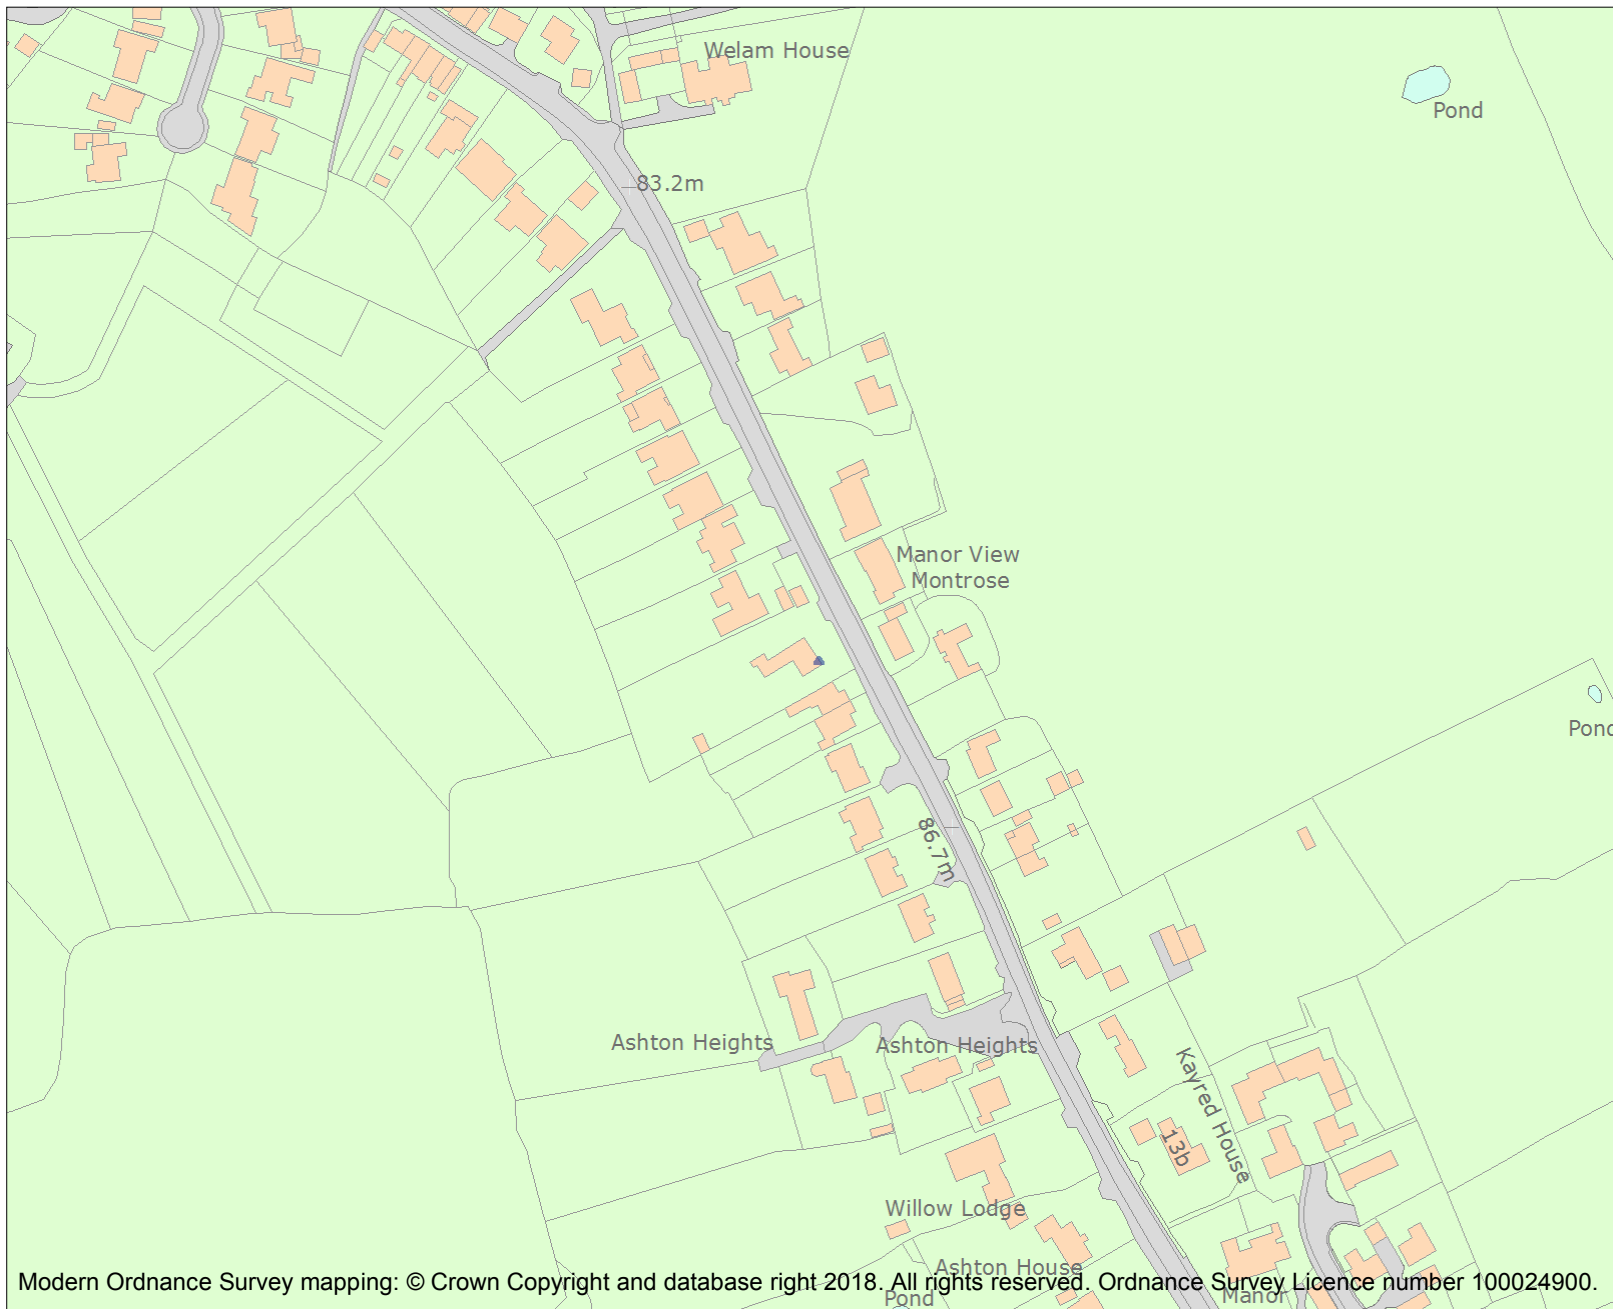 Welam House
Pond
83.2m
Manor View
Montrose
Pond
86.7m
Ashton Heights
Ashton Heights
Kayred House
13b
Willow Lodge
Ashton House
Modern Ordnance Survey mapping: © Crown Copyright and database right 2018. All rights reserved. Ordnance Survey Licence number 100024900.
Pond
Manor